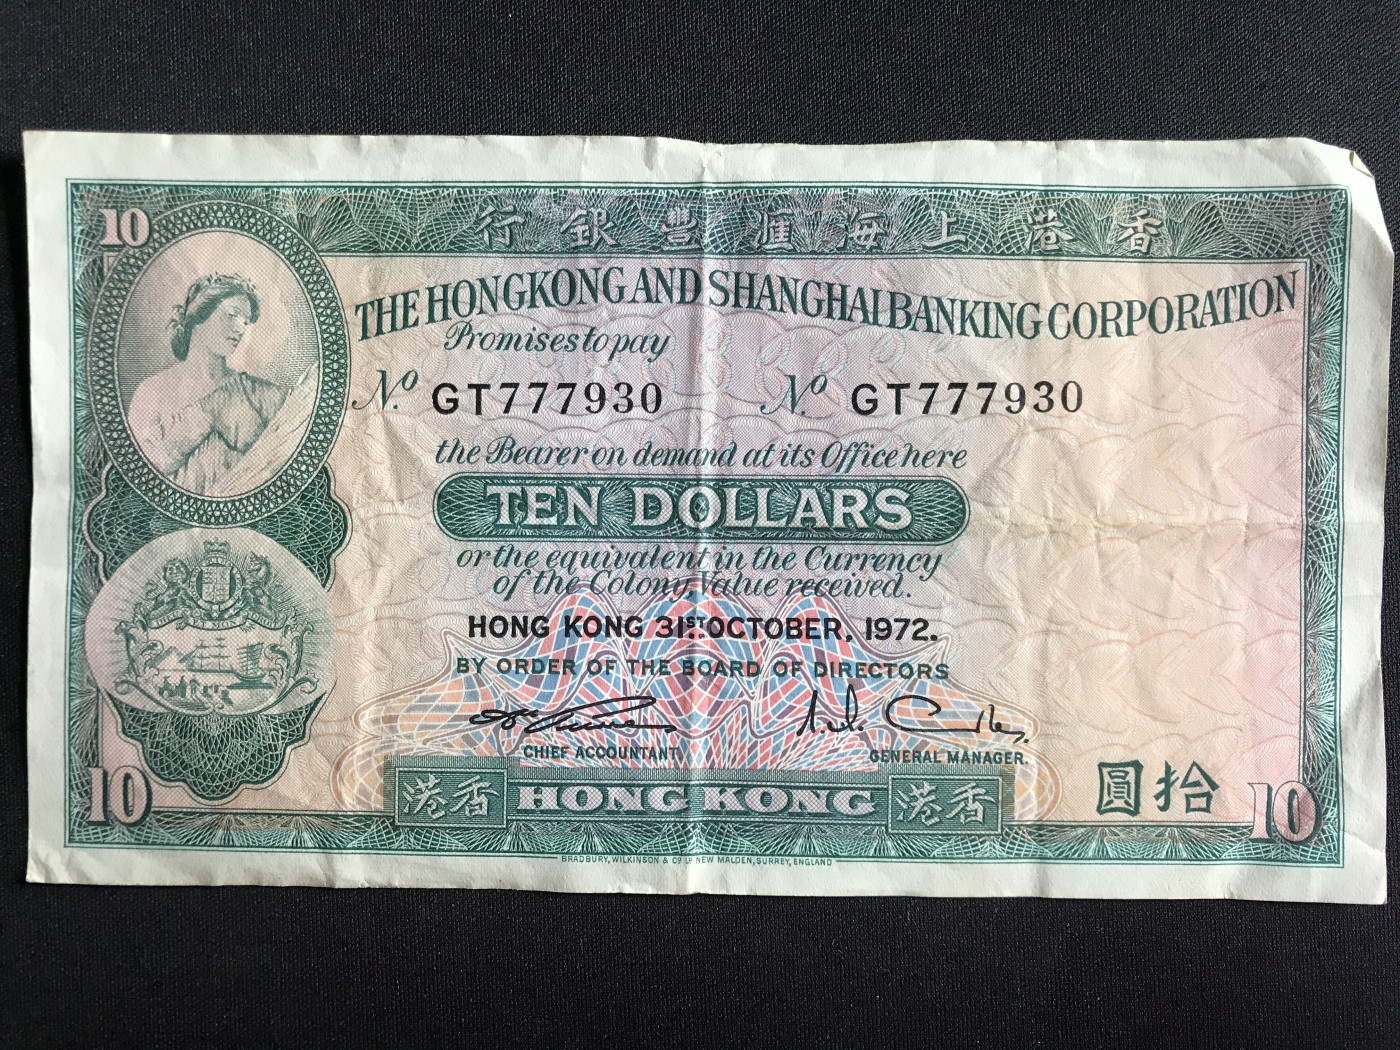 10
香港上海滙豐銀行
THE HONGKONG AND SHANGHAI BANKING CORPORATION
Promises to pay
No. GT777930 No. GT777930
the Bearer on demand at its Office here
TEN DOLLARS
or the equivalent in the Currency
of the Colony, Value received.
HONG KONG 31ST OCTOBER, 1972.
BY ORDER OF THE BOARD OF DIRECTORS
CHIEF ACCOUNTANT. GENERAL MANAGER.
10 香港 HONG KONG 香港 拾圓 10
BRADBURY, WILKINSON & Co. Ld. NEW MALDEN, SURREY, ENGLAND